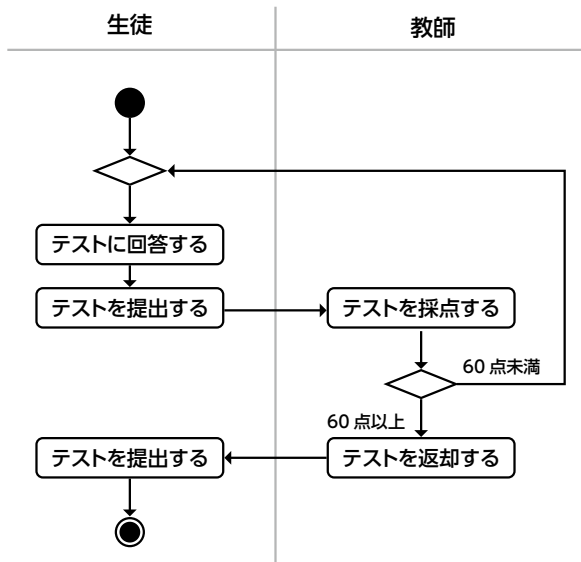 生徒
教師
テストに回答する
テストを提出する
テストを採点する
60 点未満
60 点以上
テストを提出する
テストを返却する